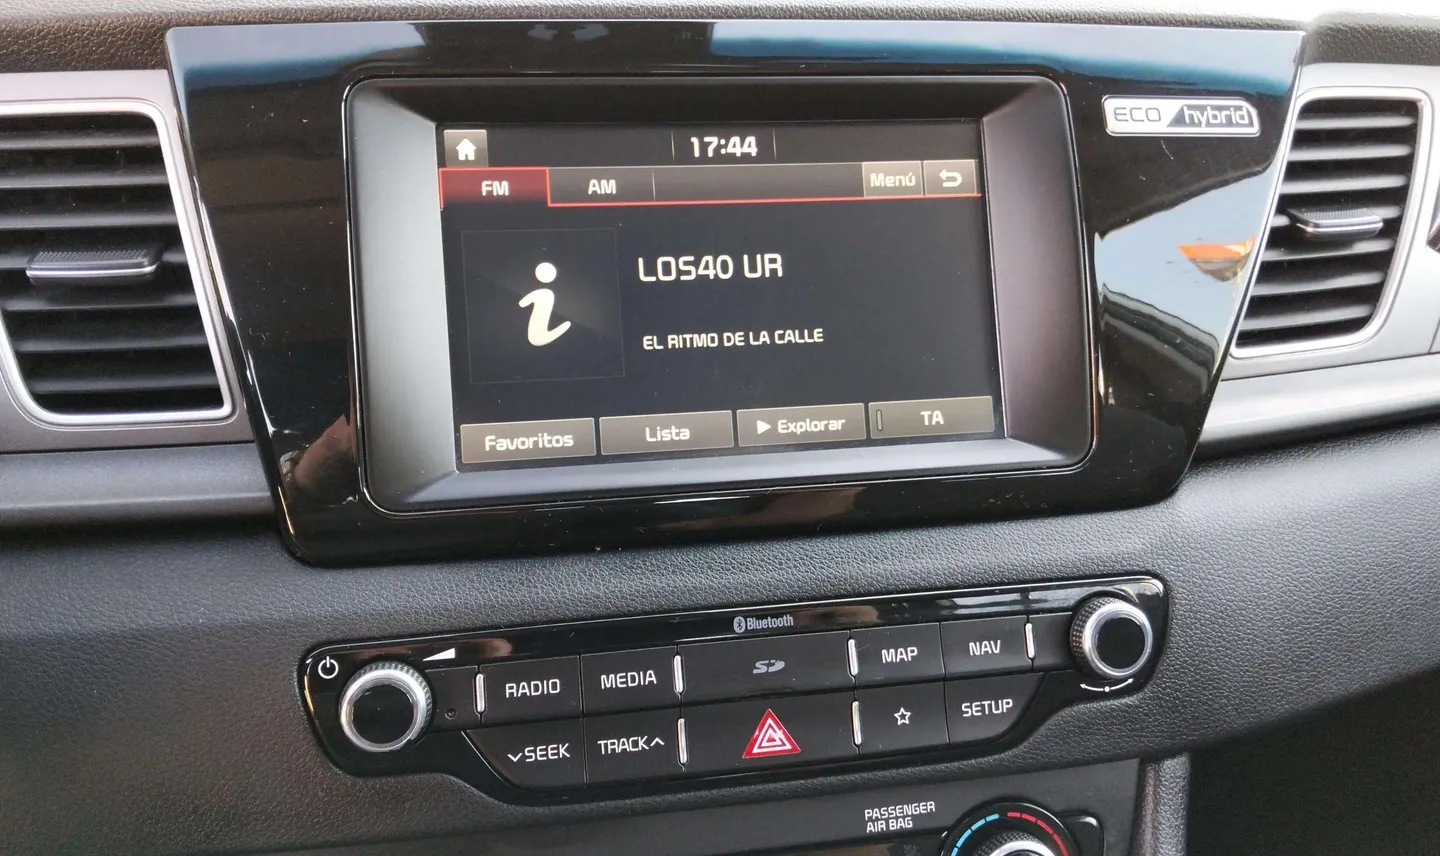 17:44
ECO hybrid
FM AM Menú
LOS40 UR
EL RITMO DE LA CALLE
Favoritos Lista Explorar TA
Bluetooth
RADIO MEDIA SD MAP NAV
SEEK TRACK SETUP
PASSENGER
AIR BAG